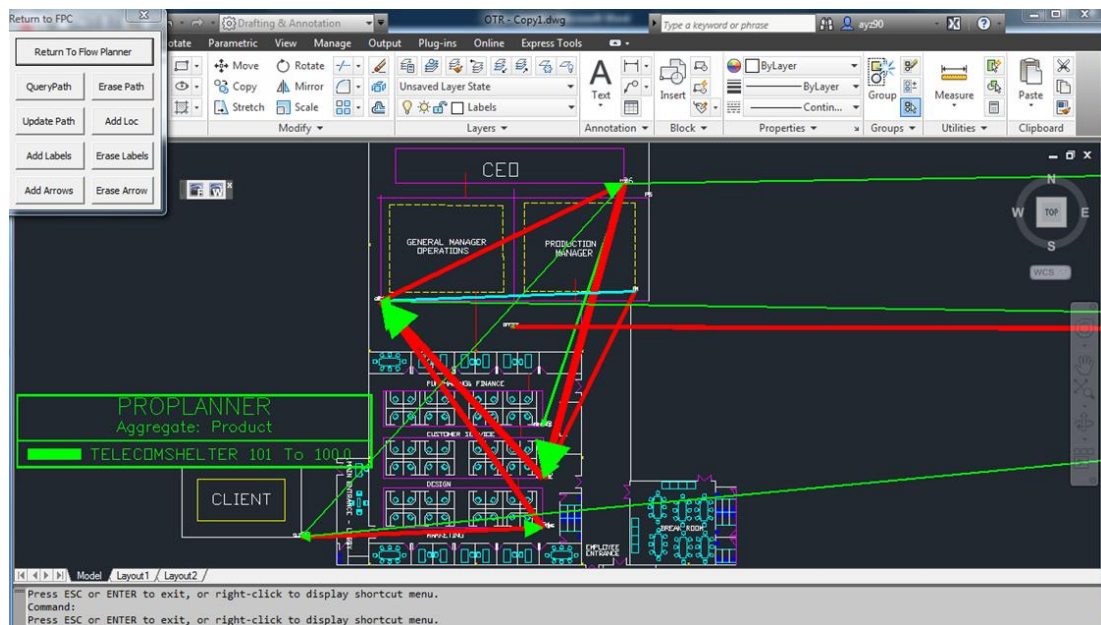 Return to FPC
Drafting & Annotation
OTR - Copy1.dwg
Type a keyword or phrase
ayz90
Return To Flow Planner
QueryPath
Erase Path
Update Path
Add Loc
Add Labels
Erase Labels
Add Arrows
Erase Arrow
otate
Parametric
View
Manage
Output
Plug-ins
Online
Express Tools
Move
Rotate
Copy
Mirror
Stretch
Scale
Modify
Unsaved Layer State
Labels
Layers
Text
Annotation
Insert
Block
ByLayer
ByLayer
Contin...
Properties
Group
Groups
Measure
Utilities
Paste
Clipboard
CEO
GENERAL MANAGER
OPERATIONS
PRODUCTION
MANAGER
N
W
TOP
E
S
WCS
FINANCE
CUSTOMER
DESIGN
MARKETING
PROPLANNER
Aggregate: Product
TELECOMSHEL TER 101 To 100.0
CLIENT
MAIN ENTRANCE - LOBBY
BREAK ROOM
EMPLOYEE
ENTRANCE
Model
Layout1
Layout2
Press ESC or ENTER to exit, or right-click to display shortcut menu.
Command:
Press ESC or ENTER to exit, or right-click to display shortcut menu.